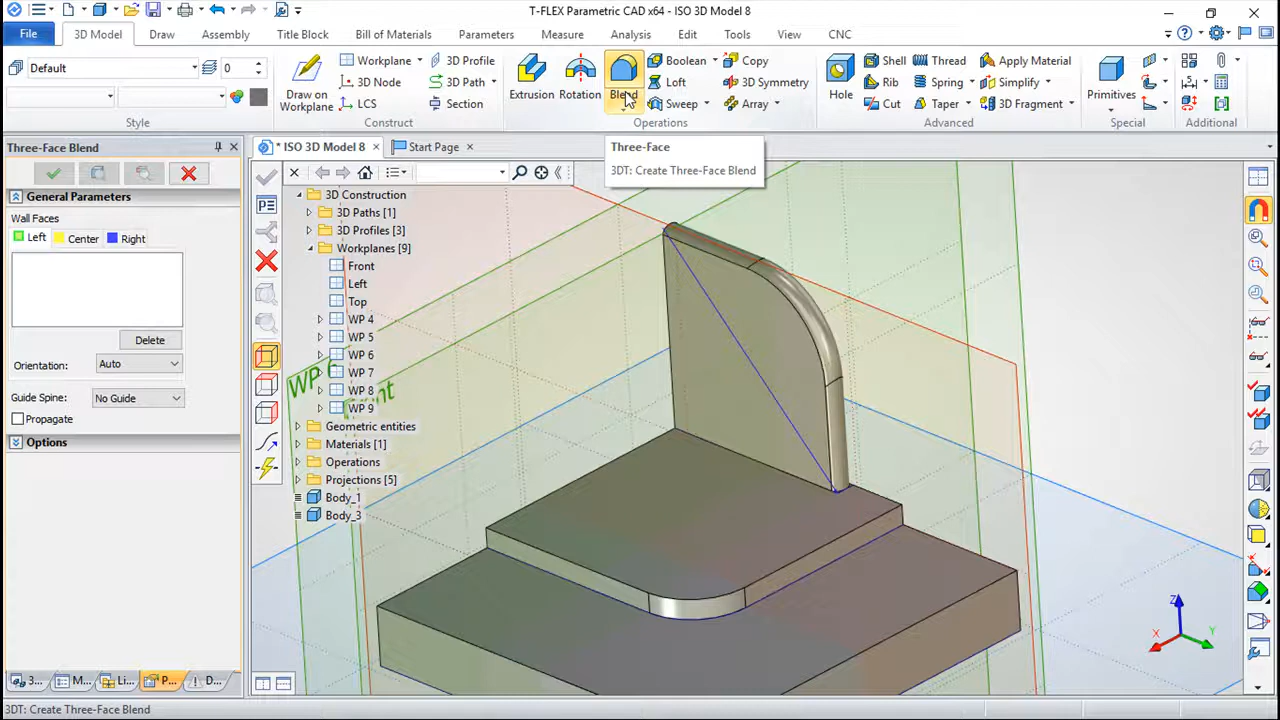 T-FLEX Parametric CAD x64 - ISO 3D Model 8
File
3D Model
Draw
Assembly
Title Block
Bill of Materials
Parameters
Measure
Analysis
Edit
Tools
View
CNC
Default
0
Style
Draw on Workplane
Workplane
3D Node
LCS
3D Profile
3D Path
Section
Construct
Extrusion
Rotation
Blend
Boolean
Loft
Sweep
Copy
3D Symmetry
Array
Operations
Hole
Shell
Rib
Cut
Thread
Spring
Taper
Apply Material
Simplify
3D Fragment
Advanced
Primitives
Special
Additional
Three-Face Blend
* ISO 3D Model 8
Start Page
Three-Face
3DT: Create Three-Face Blend
General Parameters
Wall Faces
Left
Center
Right
Delete
Orientation:
Auto
Guide Spine:
No Guide
Propagate
Options
3D Construction
3D Paths [1]
3D Profiles [3]
Workplanes [9]
Front
Left
Top
WP 4
WP 5
WP 6
WP 7
WP 8
WP 9
Geometric entities
Materials [1]
Operations
Projections [5]
Body_1
Body_3
Z
X
Y
3...
M...
Li...
P...
D...
3DT: Create Three-Face Blend